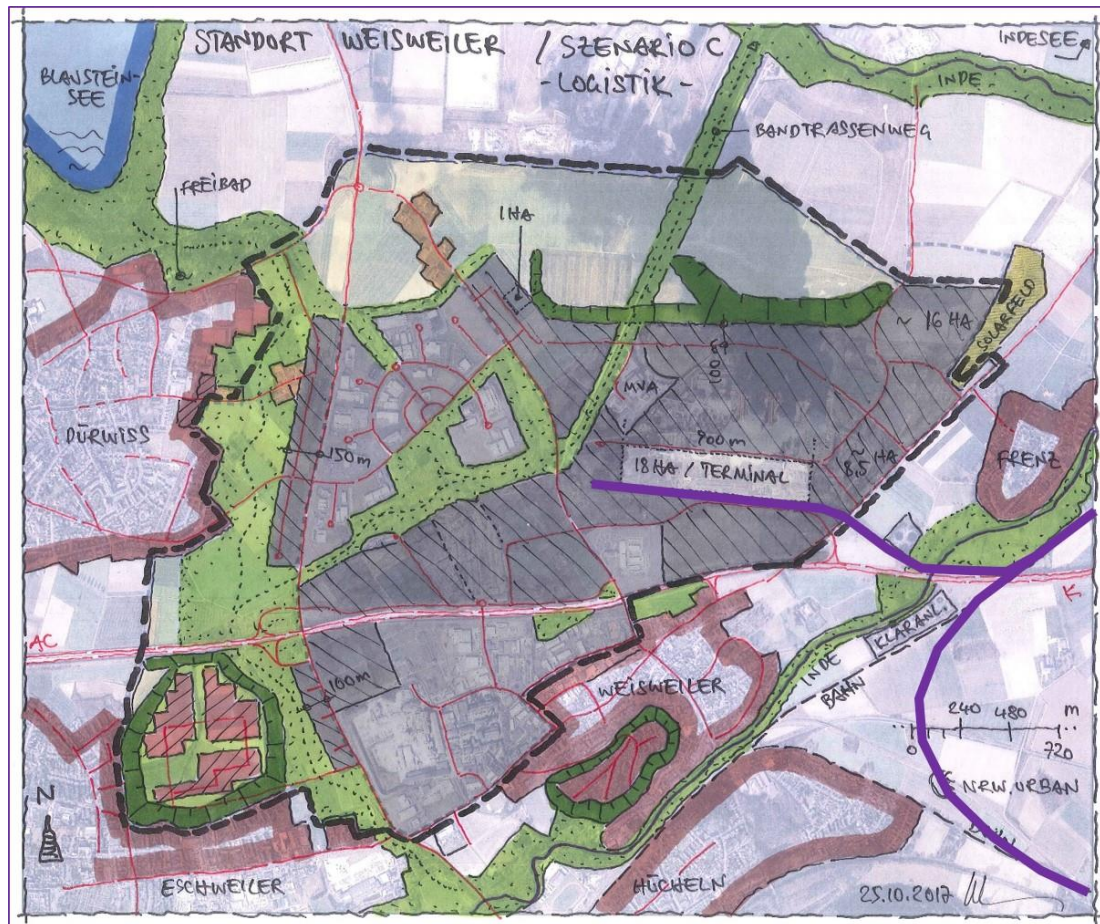 STANDORT WEISWEILER / SZENARIO C
- LOGISTIK -
INDESEE
BLAUSTEIN-
SEE
INDE
BANDTRASSENWEG
FREIBAD
1HA
~ 16 HA
SOLARFELD
100m
MVA
DÜRWISS
150m
900m
18HA / TERMINAL
~
8,5 HA
FRENZ
AC
K
KLÄRANL.
100m
WEISWEILER
INDE
BAHN
240 480 m
0 720
© NRW.URBAN
N
BAHN
ESCHWEILER
HÜCHELN
25.10.2017